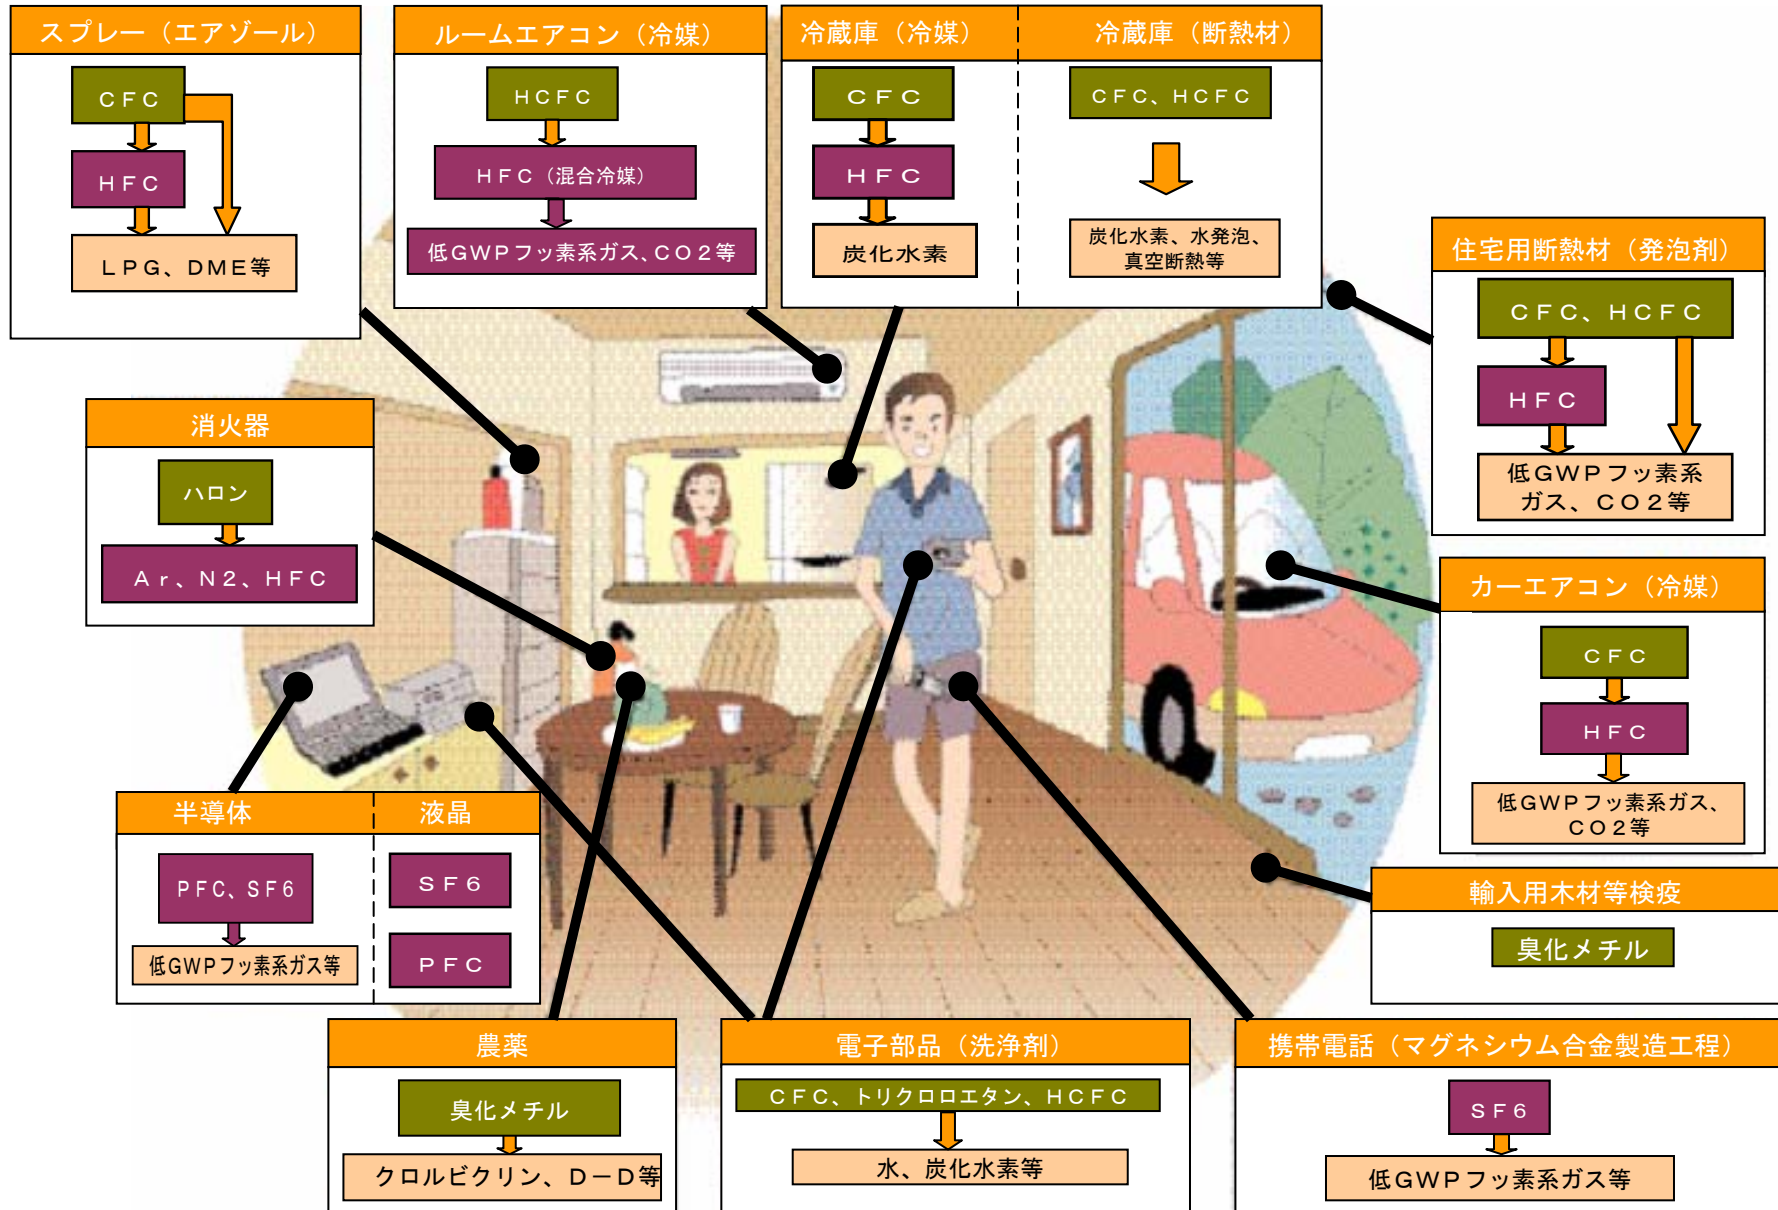 スプレー（エアゾール）
ＣＦＣ
ＨＦＣ
ＬＰＧ、ＤＭＥ等
ルームエアコン（冷媒）
ＨＣＦＣ
ＨＦＣ（混合冷媒）
低ＧＷＰフッ素系ガス、ＣＯ２等
冷蔵庫（冷媒）
ＣＦＣ
ＨＦＣ
炭化水素
冷蔵庫（断熱材）
ＣＦＣ、ＨＣＦＣ
炭化水素、水発泡、
真空断熱等
住宅用断熱材（発泡剤）
ＣＦＣ、ＨＣＦＣ
ＨＦＣ
低ＧＷＰフッ素系
ガス、ＣＯ２等
消火器
ハロン
Ａｒ、Ｎ２、ＨＦＣ
カーエアコン（冷媒）
ＣＦＣ
ＨＦＣ
低ＧＷＰフッ素系ガス、
ＣＯ２等
半導体
ＰＦＣ、ＳＦ６
低ＧＷＰフッ素系ガス等
液晶
ＳＦ６
ＰＦＣ
輸入用木材等検疫
臭化メチル
農薬
臭化メチル
クロルビクリン、Ｄ－Ｄ等
電子部品（洗浄剤）
ＣＦＣ、トリクロロエタン、ＨＣＦＣ
水、炭化水素等
携帯電話（マグネシウム合金製造工程）
ＳＦ６
低ＧＷＰフッ素系ガス等